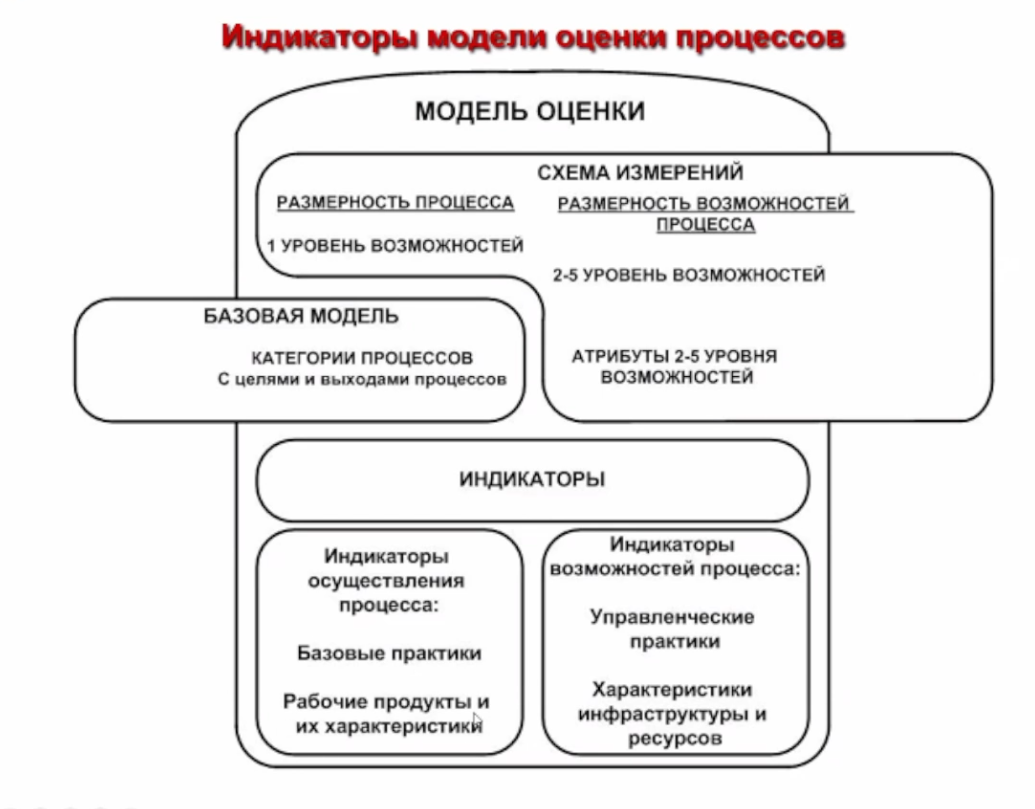 Индикаторы модели оценки процессов
МОДЕЛЬ ОЦЕНКИ
СХЕМА ИЗМЕРЕНИЙ
РАЗМЕРНОСТЬ ПРОЦЕССА
1 УРОВЕНЬ ВОЗМОЖНОСТЕЙ
РАЗМЕРНОСТЬ ВОЗМОЖНОСТЕЙ
ПРОЦЕССА
2-5 УРОВЕНЬ ВОЗМОЖНОСТЕЙ
АТРИБУТЫ 2-5 УРОВНЯ
ВОЗМОЖНОСТЕЙ
БАЗОВАЯ МОДЕЛЬ
КАТЕГОРИИ ПРОЦЕССОВ
С целями и выходами процессов
ИНДИКАТОРЫ
Индикаторы
осуществления
процесса:
Базовые практики
Рабочие продукты и
их характеристики
Индикаторы
возможностей процесса:
Управленческие
практики
Характеристики
инфраструктуры и
ресурсов